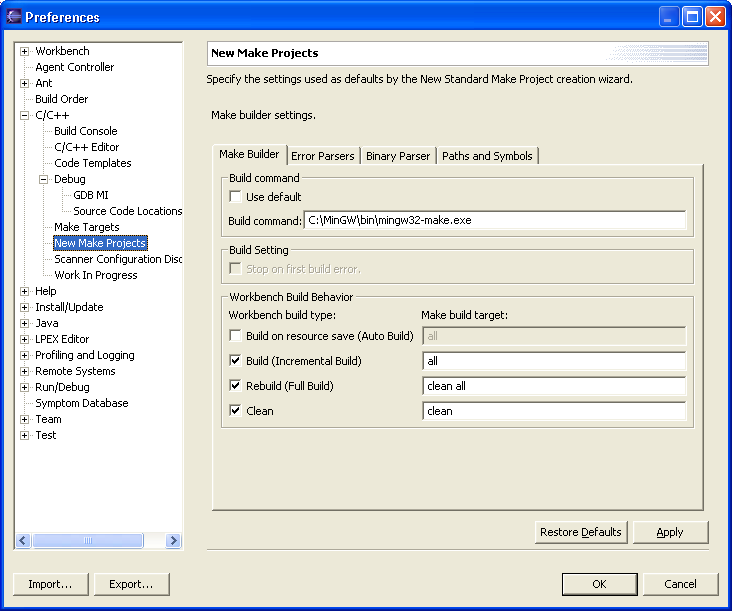 Preferences
Workbench
Agent Controller
Ant
Build Order
C/C++
Build Console
C/C++ Editor
Code Templates
Debug
GDB MI
Source Code Locations
Make Targets
New Make Projects
Scanner Configuration Disc
Work In Progress
Help
Install/Update
Java
LPEX Editor
Profiling and Logging
Remote Systems
Run/Debug
Symptom Database
Team
Test
Import...
Export...
New Make Projects
Specify the settings used as defaults by the New Standard Make Project creation wizard.
Make builder settings.
Make Builder Error Parsers Binary Parser Paths and Symbols
Build command
Use default
Build command: C:\MinGW\bin\mingw32-make.exe
Build Setting
Stop on first build error.
Workbench Build Behavior
Workbench build type: Make build target:
Build on resource save (Auto Build) all
Build (Incremental Build) all
Rebuild (Full Build) clean all
Clean clean
Restore Defaults Apply
OK Cancel